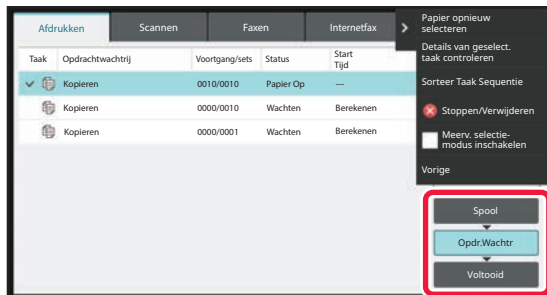 Afdrukken Scannen Faxen Internetfax
Taak Opdrachtwachtrij Voortgang/sets Status Start Tijd
Kopieren 0010/0010 Papier Op ---
Kopieren 0000/0010 Wachten Berekenen
Kopieren 0000/0001 Wachten Berekenen
Papier opnieuw
selecteren
Details van geselect.
taak controleren
Sorteer Taak Sequentie
Stoppen/Verwijderen
Meerv. selectie-
modus inschakelen
Vorige
Spool
Opdr.Wachtr
Voltooid